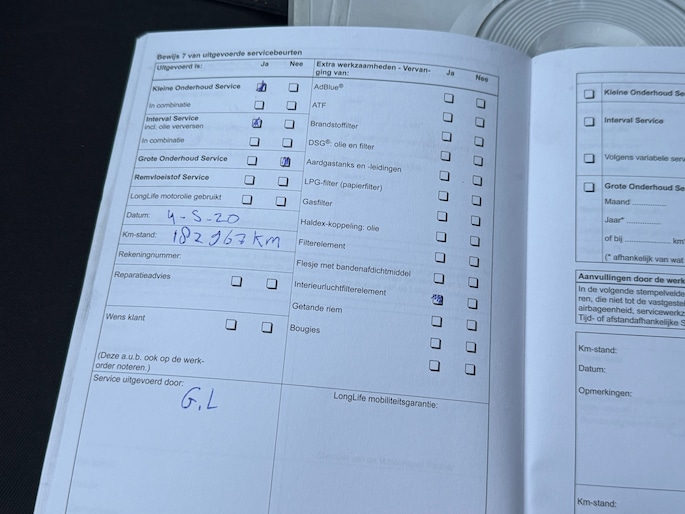 Bewijs 7 van uitgevoerde servicebeurten
Uitgevoerd is: Ja Nee
Kleine Onderhoud Service
In combinatie
Interval Service
incl. olie verversen
In combinatie
Grote Onderhoud Service
Remvloeistof Service
LongLife motorolie gebruikt
Datum: 4-5-20
Km-stand: 182967 KM
Rekeningnummer:
Reparatieadvies
Wens klant
(Deze a.u.b. ook op de werk-
order noteren.)
Service uitgevoerd door:
G.L
Extra werkzaamheden - Vervan-
ging van: Ja Nee
AdBlue®
ATF
Brandstoffilter
DSG®: olie en filter
Aardgastanks en -leidingen
LPG-filter (papierfilter)
Gasfilter
Haldex-koppeling: olie
Filterelement
Flesje met bandenafdichtmiddel
Interieurluchtfilterelement
Getande riem
Bougies
LongLife mobiliteitsgarantie:
Kleine Onderhoud Se
Interval Service
Volgens variabele serv
Grote Onderhoud S
Maand
Jaar*
of bij km
(* afhankelijk van wat
Aanvullingen door de werk
In de volgende stempelvelde
ren, die niet tot de vastgestel
airbageenheid, servicewerkz
Tijd- of afstandafhankelijke S
Km-stand:
Datum:
Opmerkingen:
Km-stand: